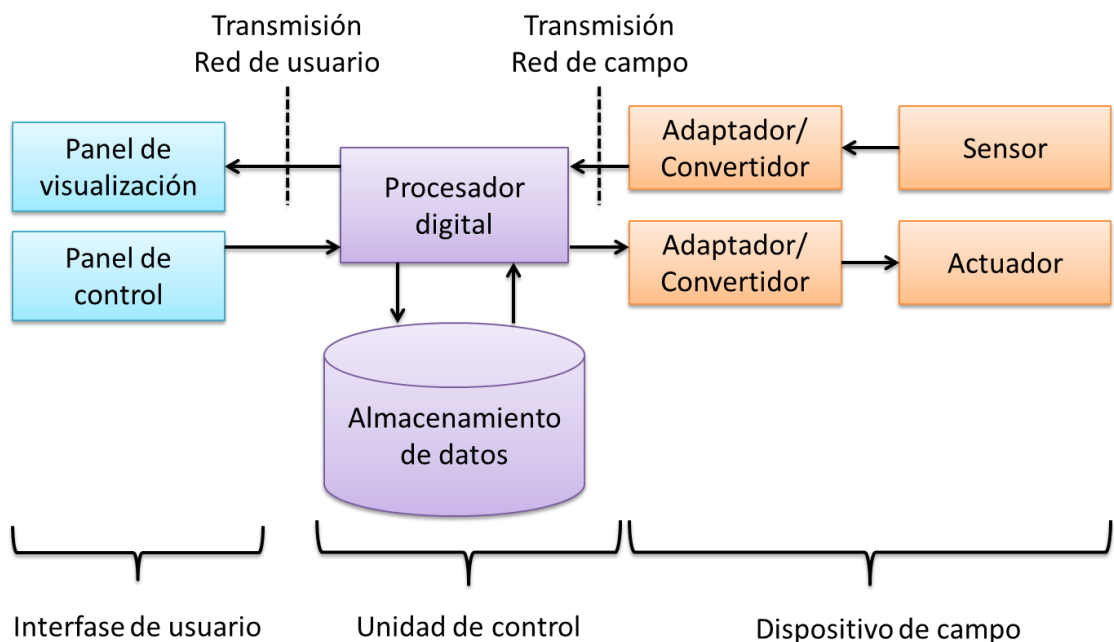 Transmisión
Red de usuario
Transmisión
Red de campo
Panel de
visualización
Procesador
digital
Adaptador/
Convertidor
Sensor
Panel de
control
Adaptador/
Convertidor
Actuador
Almacenamiento
de datos
Interfase de usuario
Unidad de control
Dispositivo de campo